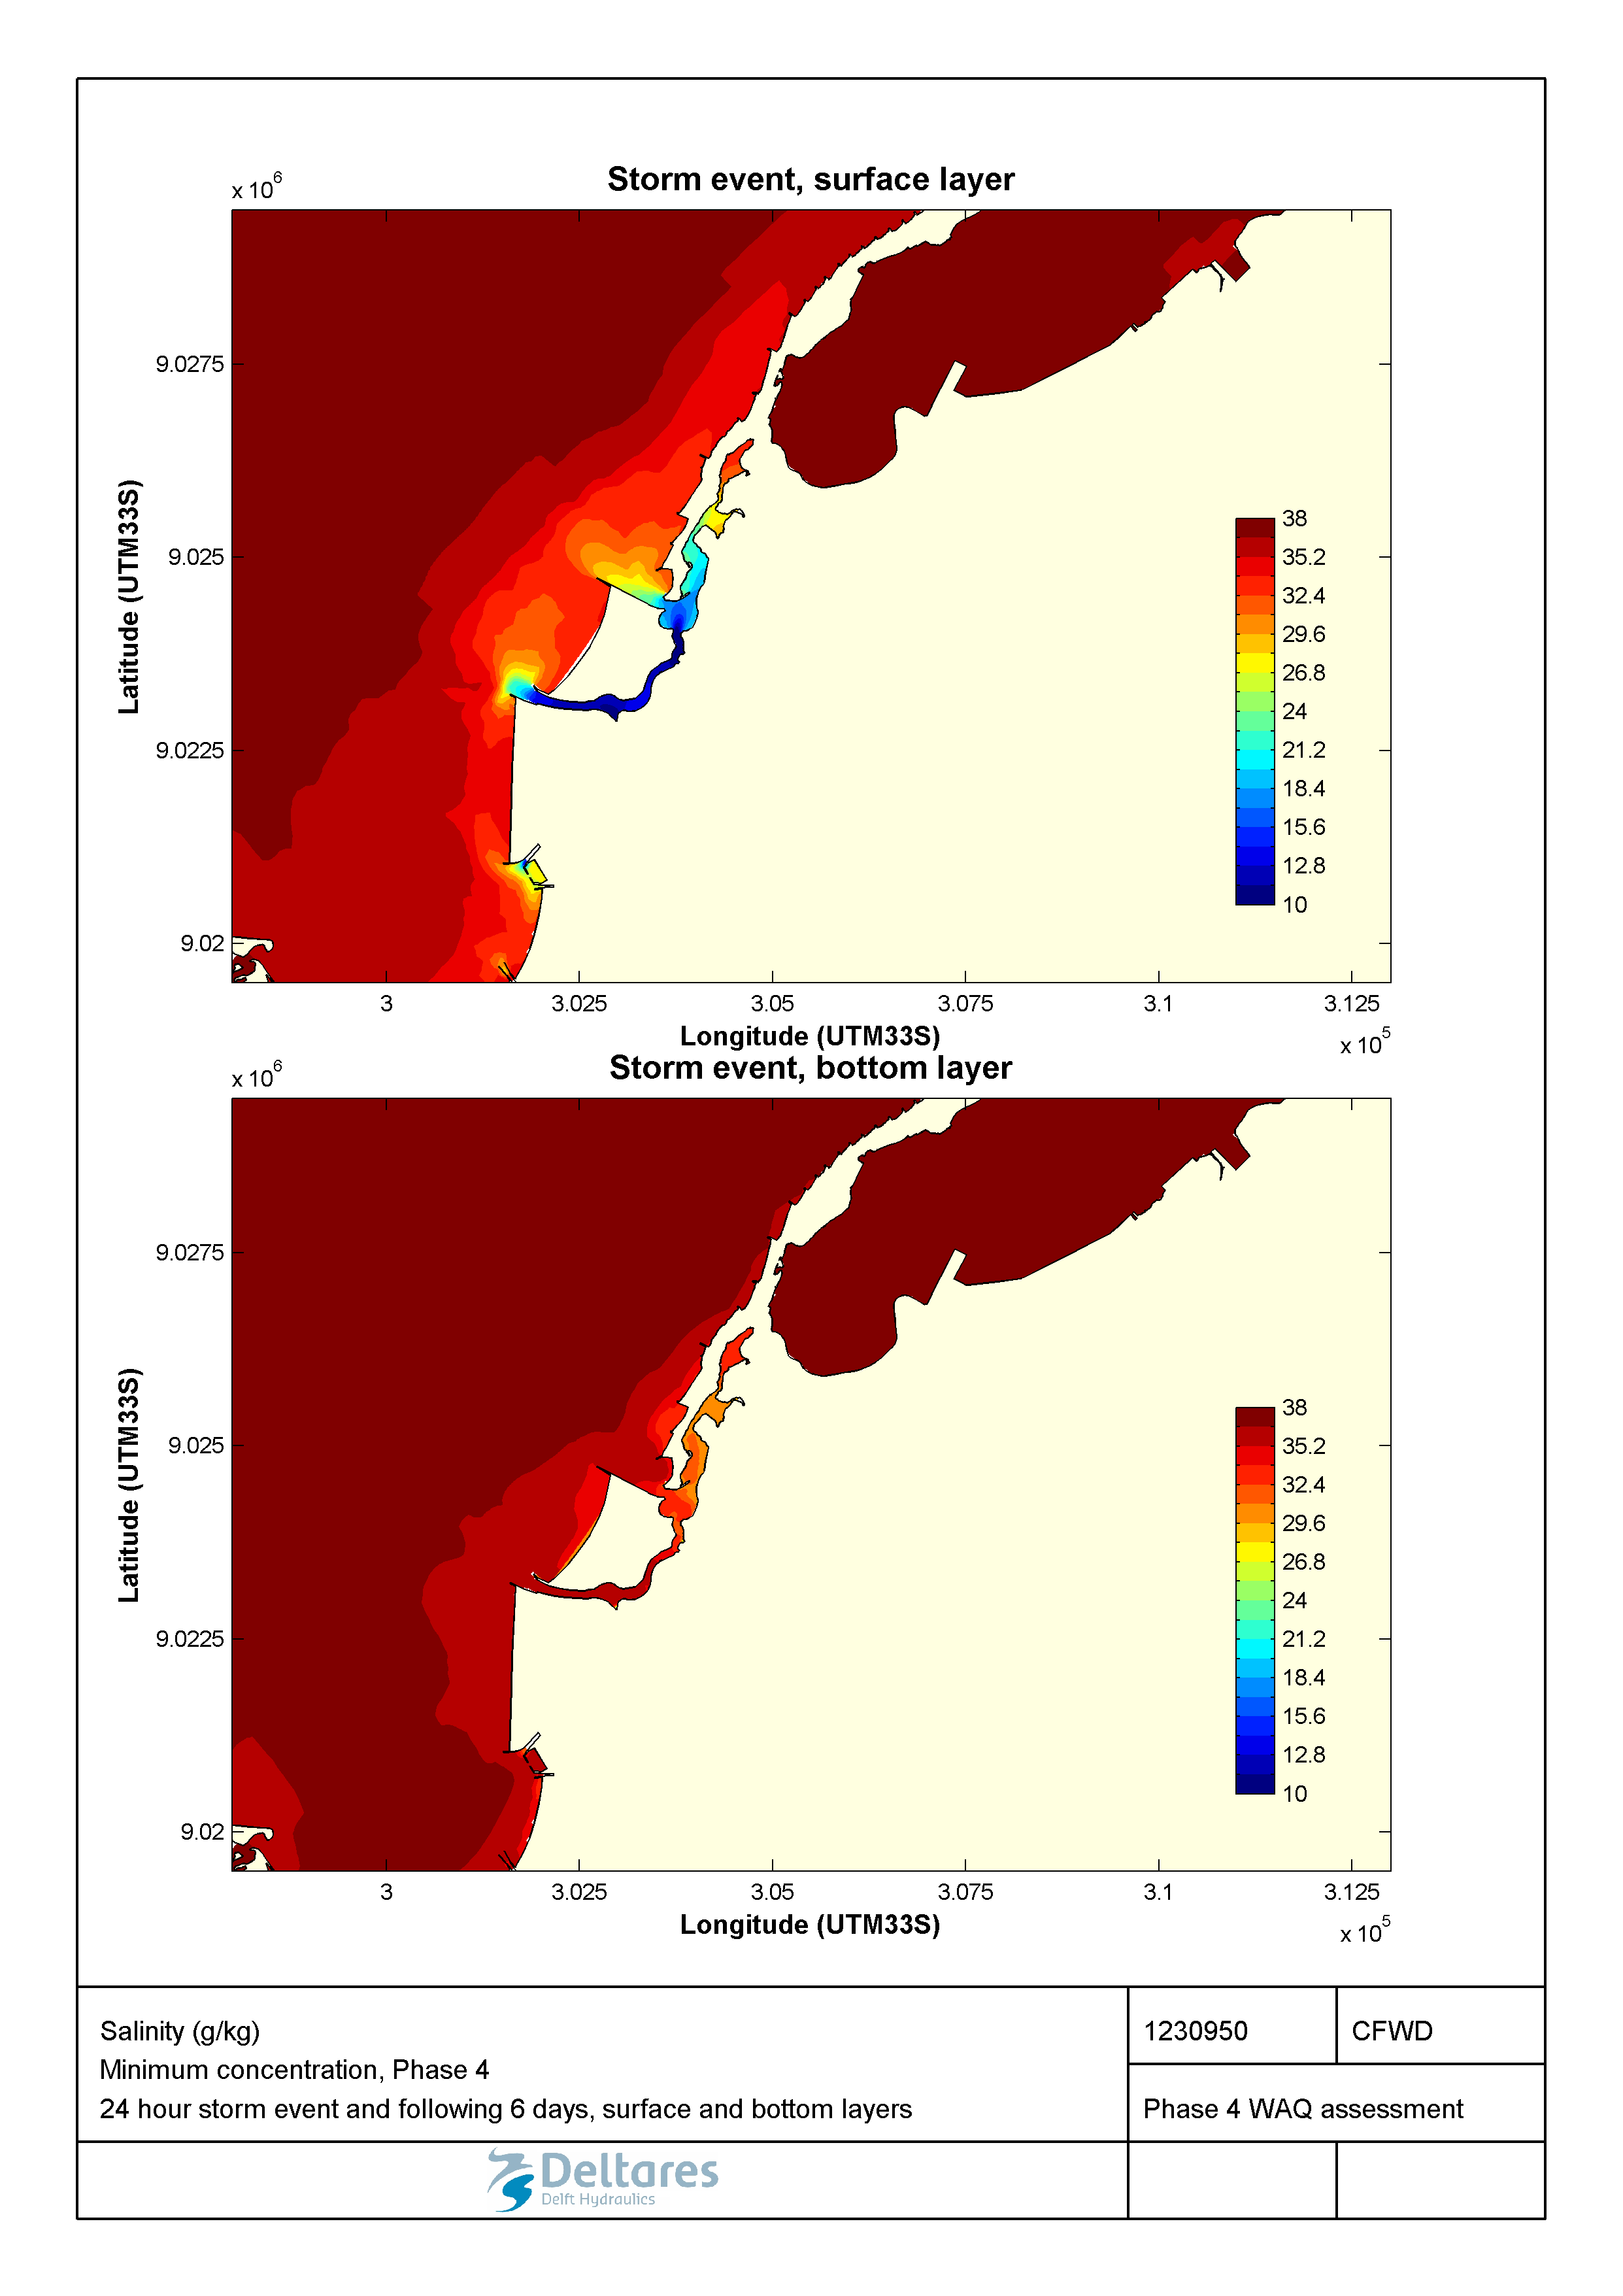 Storm event, surface layer
x 10^6
9.0275
9.025
9.0225
9.02
Latitude (UTM33S)
38
35.2
32.4
29.6
26.8
24
21.2
18.4
15.6
12.8
10
3
3.025
3.05
3.075
3.1
3.125
Longitude (UTM33S)
x 10^5
Storm event, bottom layer
x 10^6
9.0275
9.025
9.0225
9.02
Latitude (UTM33S)
38
35.2
32.4
29.6
26.8
24
21.2
18.4
15.6
12.8
10
3
3.025
3.05
3.075
3.1
3.125
Longitude (UTM33S)
x 10^5
Salinity (g/kg)
Minimum concentration, Phase 4
24 hour storm event and following 6 days, surface and bottom layers
1230950
CFWD
Phase 4 WAQ assessment
Deltares
Delft Hydraulics